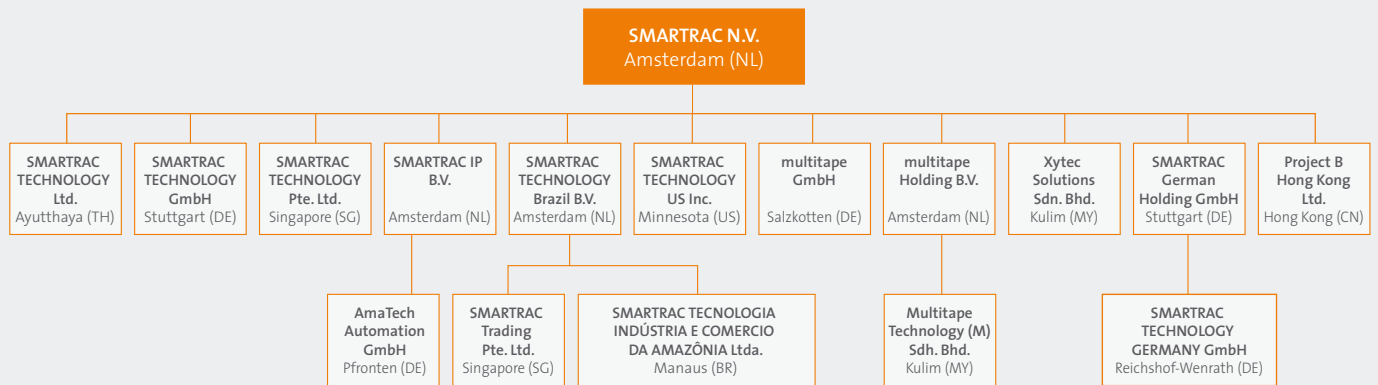 SMARTRAC N.V.
Amsterdam (NL)
SMARTRAC
TECHNOLOGY
Ltd.
Ayutthaya (TH)
SMARTRAC
TECHNOLOGY
GmbH
Stuttgart (DE)
SMARTRAC
TECHNOLOGY
Pte. Ltd.
Singapore (SG)
SMARTRAC IP
B.V.
Amsterdam (NL)
SMARTRAC
TECHNOLOGY
Brazil B.V.
Amsterdam (NL)
SMARTRAC
TECHNOLOGY
US Inc.
Minnesota (US)
multitape
GmbH
Salzkotten (DE)
multitape
Holding B.V.
Amsterdam (NL)
Xytec
Solutions
Sdn. Bhd.
Kulim (MY)
SMARTRAC
German
Holding GmbH
Stuttgart (DE)
Project B
Hong Kong
Ltd.
Hong Kong (CN)
AmaTech
Automation
GmbH
Pfronten (DE)
SMARTRAC
Trading
Pte. Ltd.
Singapore (SG)
SMARTRAC TECNOLOGIA
INDÚSTRIA E COMERCIO
DA AMAZÔNIA Ltda.
Manaus (BR)
Multitape
Technology (M)
Sdh. Bhd.
Kulim (MY)
SMARTRAC
TECHNOLOGY
GERMANY GmbH
Reichshof-Wenrath (DE)